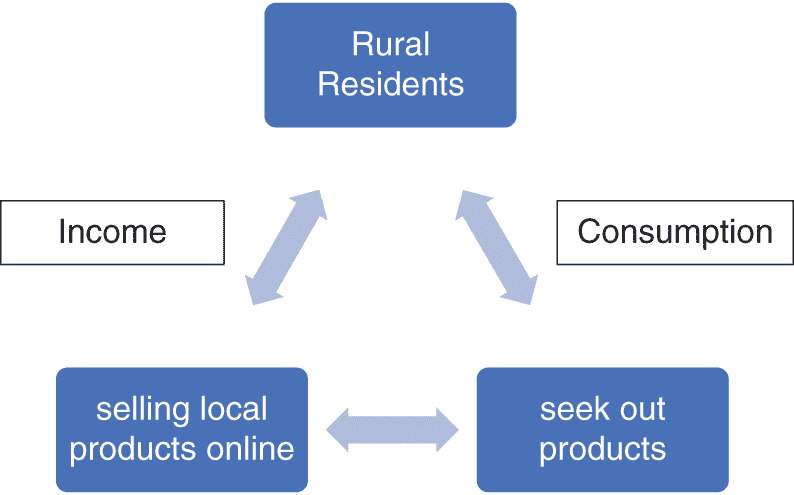 Rural
Residents
Income
Consumption
selling local
products online
seek out
products